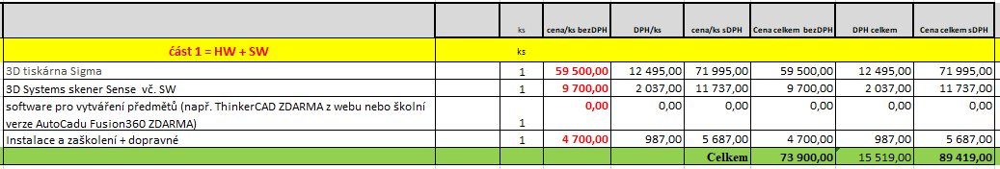 ks cena/ks bezDPH DPH/ks cena/ks sDPH Cena celkem bezDPH DPH celkem Cena celkem sDPH
část 1 = HW + SW ks
3D tiskárna Sigma 1 59 500,00 12 495,00 71 995,00 59 500,00 12 495,00 71 995,00
3D Systems skener Sense vč. SW 1 9 700,00 2 037,00 11 737,00 9 700,00 2 037,00 11 737,00
software pro vytváření předmětů (např. ThinkerCAD ZDARMA z webu nebo školní 0,00 0,00 0,00 0,00 0,00 0,00
verze AutoCadu Fusion360 ZDARMA) 1
Instalace a zaškolení + dopravné 1 4 700,00 987,00 5 687,00 4 700,00 987,00 5 687,00
Celkem 73 900,00 15 519,00 89 419,00